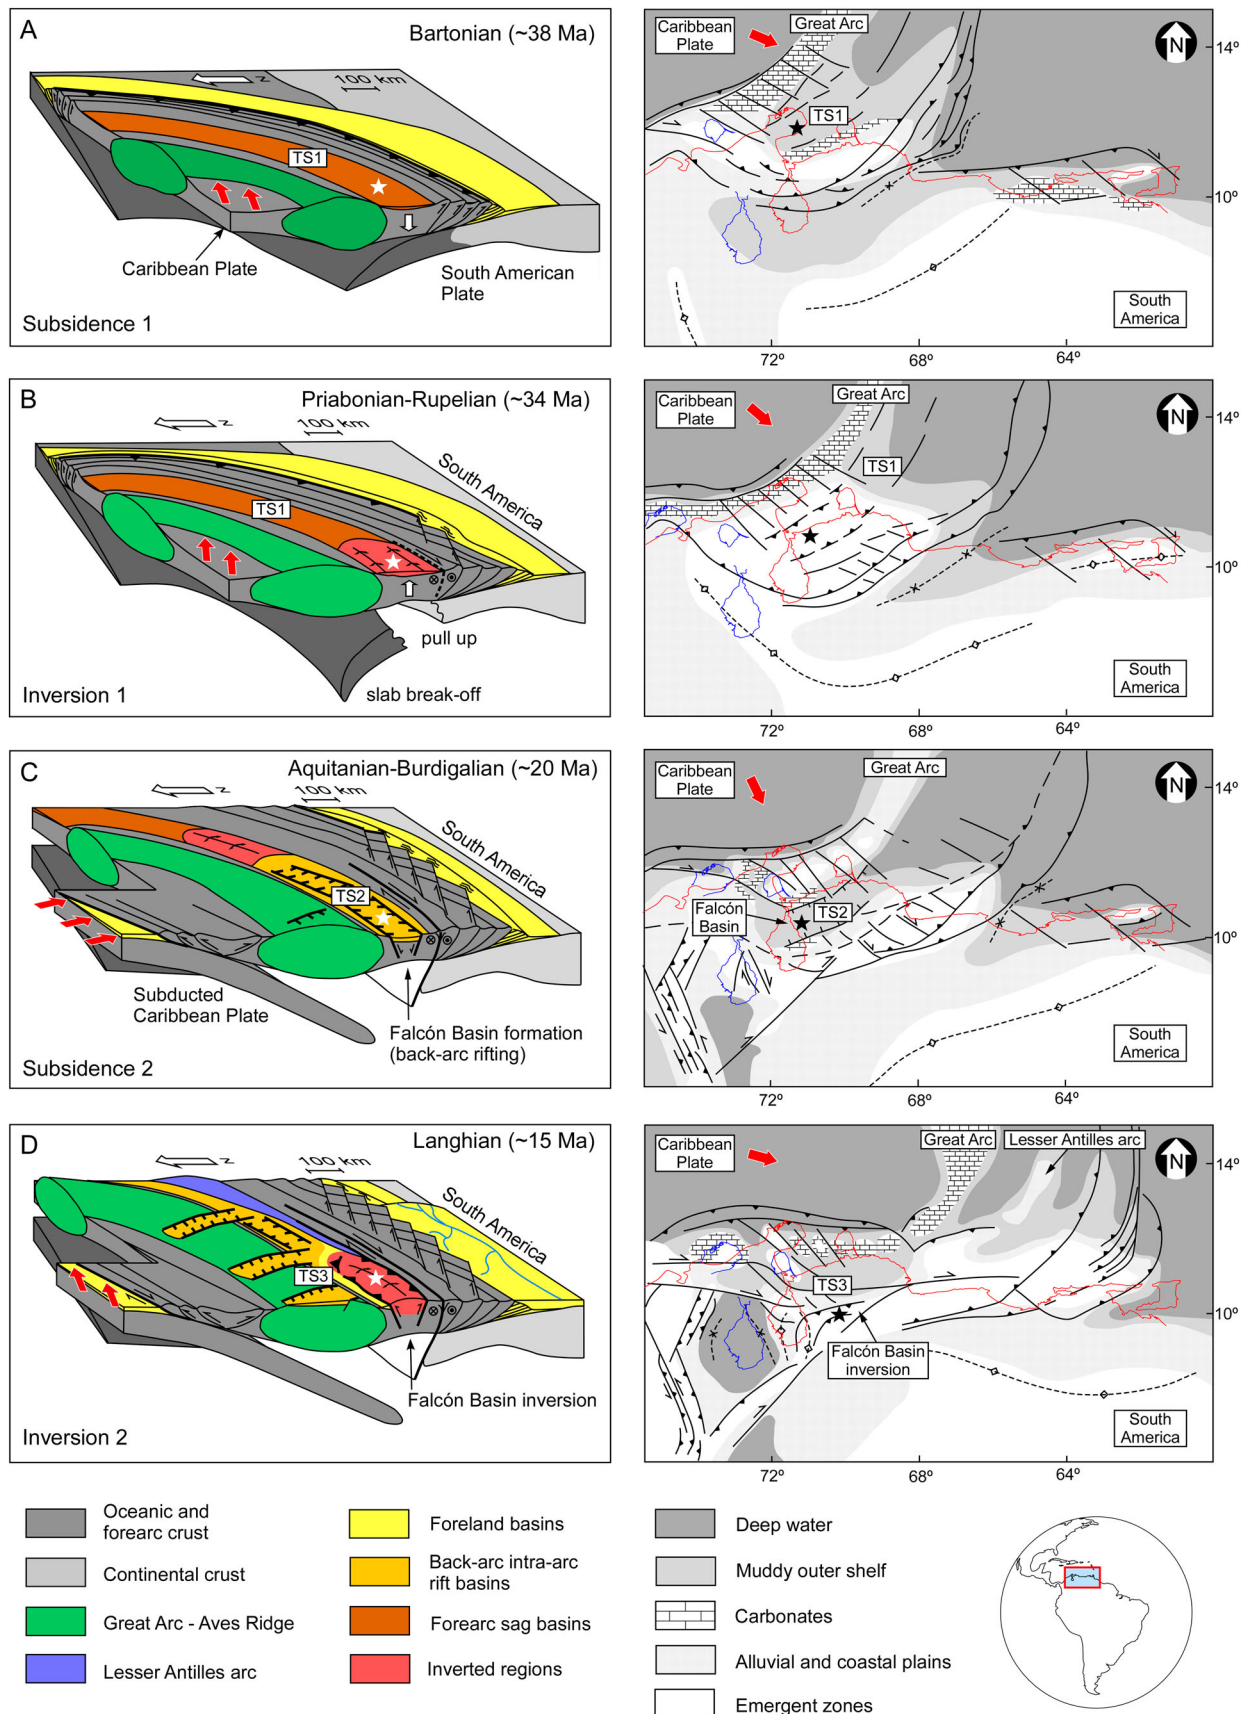 A
Bartonian (~38 Ma)
N
100 km
TS1
Caribbean Plate
South American
Plate
Subsidence 1
Caribbean
Plate
Great Arc
N
14º
TS1
10º
South
America
72º
68º
64º
B
Priabonian-Rupelian (~34 Ma)
N
100 km
South America
TS1
pull up
slab break-off
Inversion 1
Caribbean
Plate
Great Arc
N
14º
TS1
10º
South
America
72º
68º
64º
C
Aquitanian-Burdigalian (~20 Ma)
N
100 km
South America
TS2
Subducted
Caribbean Plate
Falcón Basin formation
(back-arc rifting)
Subsidence 2
Caribbean
Plate
Great Arc
N
14º
Falcón
Basin
TS2
10º
South
America
72º
68º
64º
D
Langhian (~15 Ma)
N
100 km
South America
TS3
Falcón Basin inversion
Inversion 2
Caribbean
Plate
Great Arc
Lesser Antilles arc
N
14º
TS3
10º
Falcón Basin
inversion
South
America
72º
68º
64º
Oceanic and
forearc crust
Continental crust
Great Arc - Aves Ridge
Lesser Antilles arc
Foreland basins
Back-arc intra-arc
rift basins
Forearc sag basins
Inverted regions
Deep water
Muddy outer shelf
Carbonates
Alluvial and coastal plains
Emergent zones